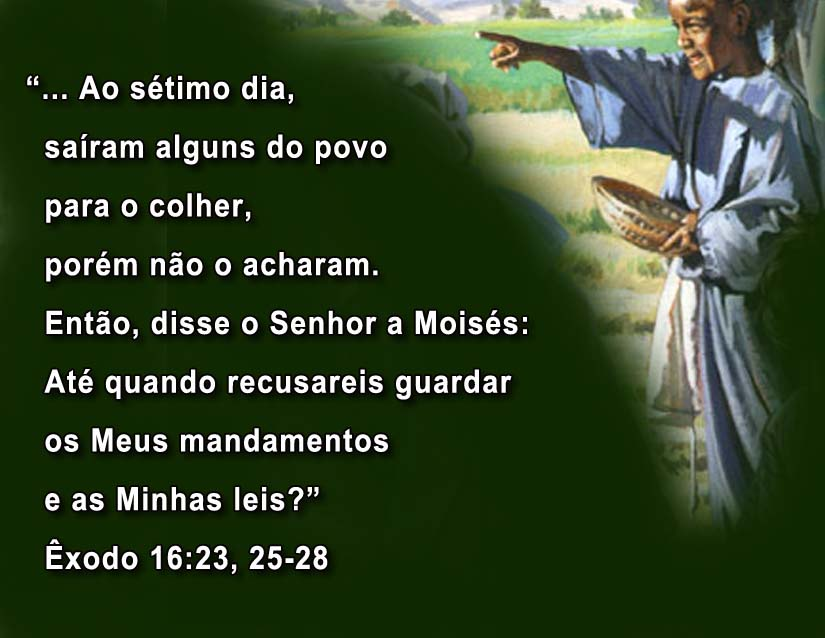 “... Ao sétimo dia,
saíram alguns do povo
para o colher,
porém não o acharam.
Então, disse o Senhor a Moisés:
Até quando recusareis guardar
os Meus mandamentos
e as Minhas leis?”
Êxodo 16:23, 25-28